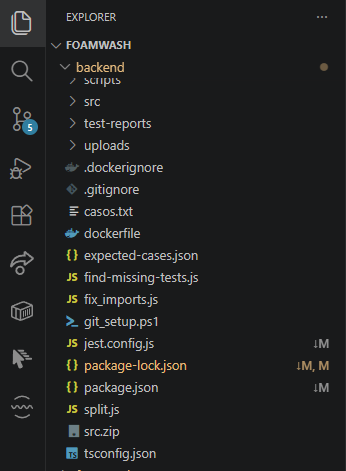 EXPLORER
FOAMWASH
backend
scripts
src
test-reports
uploads
.dockerignore
.gitignore
casos.txt
dockerfile
expected-cases.json
find-missing-tests.js
fix_imports.js
git_setup.ps1
jest.config.js ↓M
package-lock.json ↓M, M
package.json ↓M
split.js
src.zip
tsconfig.json
5